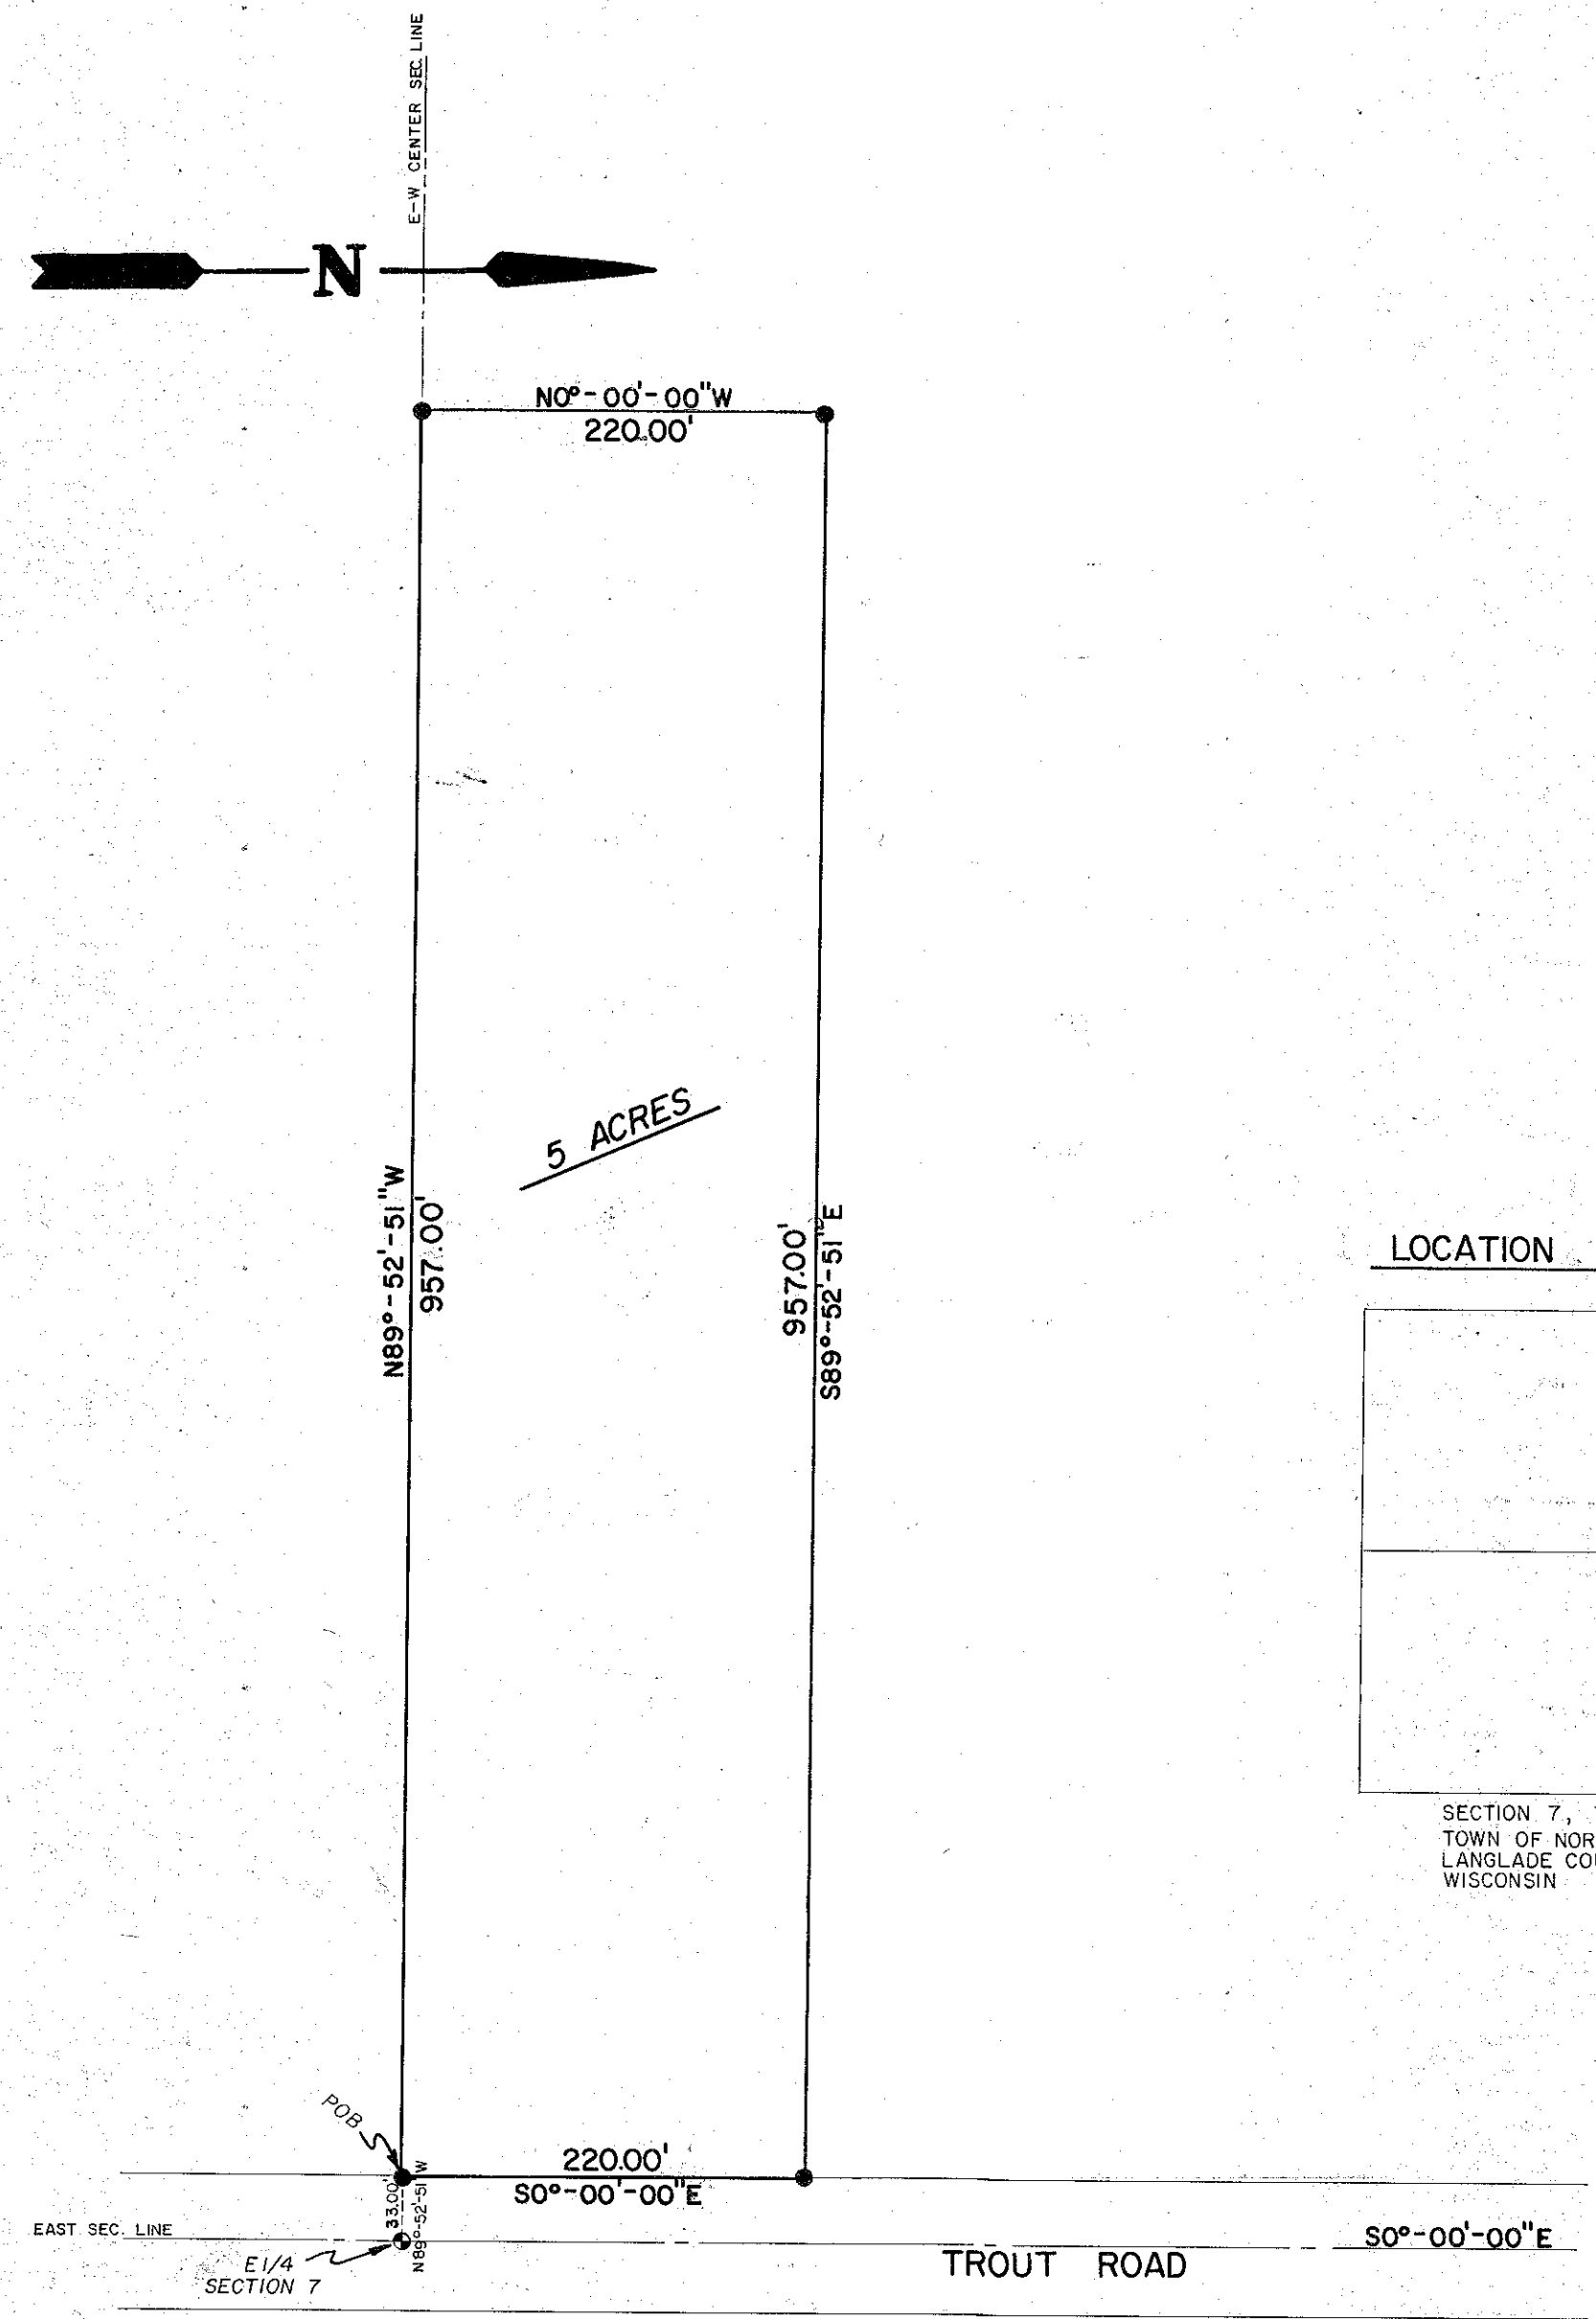 E-W CENTER SEC. LINE
N
N0°-00'-00"W
220.00'
5 ACRES
N89°-52'-51"W
957.00'
957.00'
S89°-52'-51"E
LOCATION
SECTION 7,
TOWN OF NOR
LANGLADE COU
WISCONSIN
POB
220.00'
S0°-00'-00"E
33.00'
N89°-52'-51"W
EAST SEC. LINE
S0°-00'-00"E
E1/4
SECTION 7
TROUT ROAD